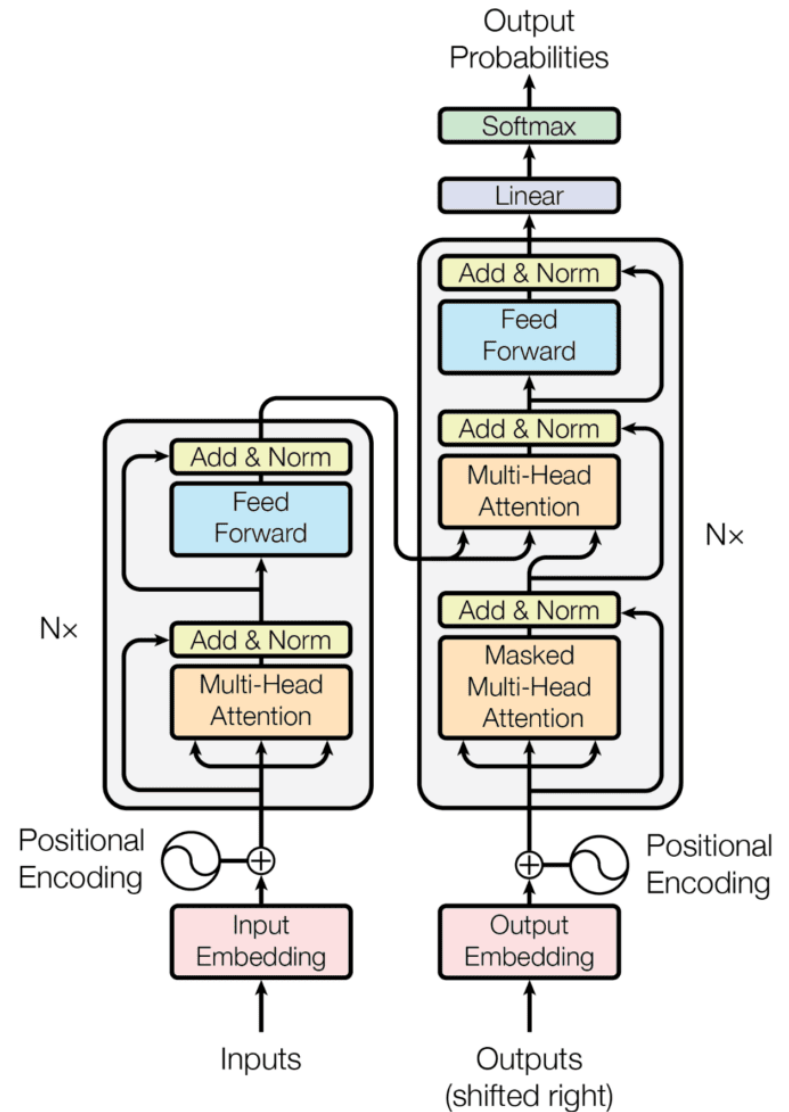 Output
Probabilities
Softmax
Linear
Add & Norm
Feed
Forward
Add & Norm
Multi-Head
Attention
Add & Norm
Masked
Multi-Head
Attention
N×
Add & Norm
Feed
Forward
Add & Norm
Multi-Head
Attention
N×
Positional
Encoding
Positional
Encoding
Input
Embedding
Output
Embedding
Inputs
Outputs
(shifted right)